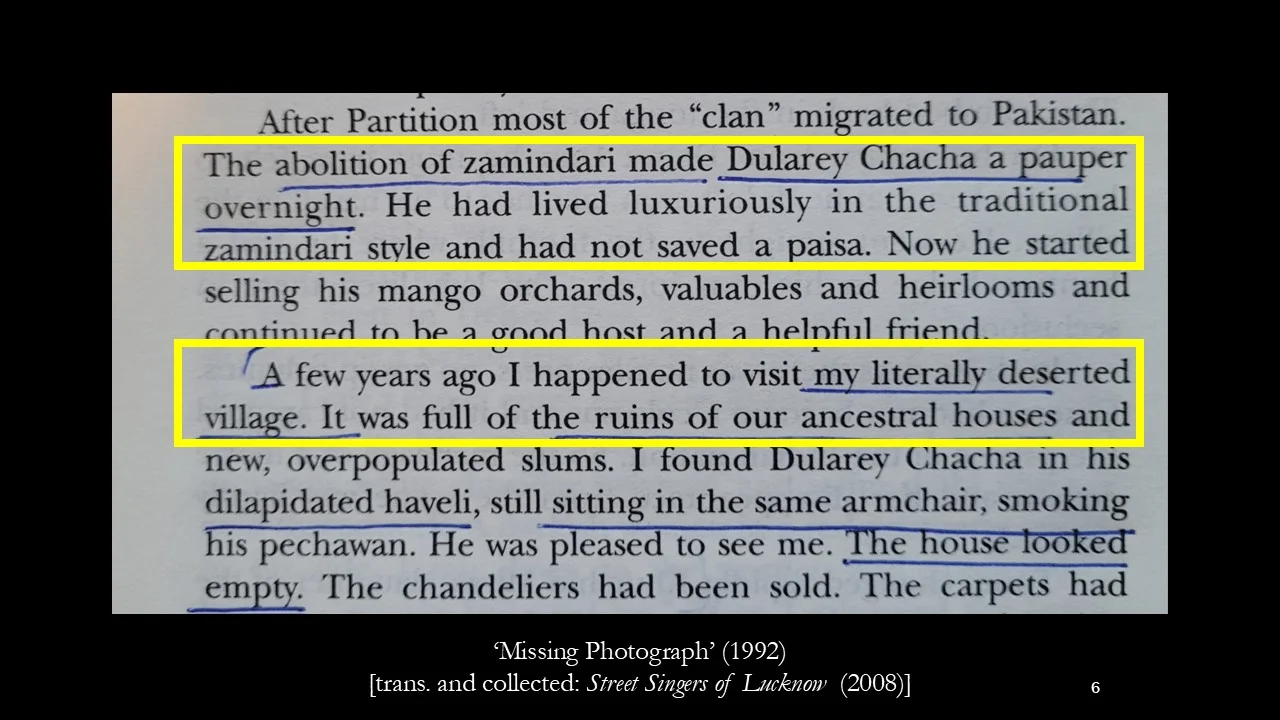 After Partition most of the “clan” migrated to Pakistan.
The abolition of zamindari made Dularey Chacha a pauper
overnight. He had lived luxuriously in the traditional
zamindari style and had not saved a paisa. Now he started
selling his mango orchards, valuables and heirlooms and
continued to be a good host and a helpful friend.
A few years ago I happened to visit my literally deserted
village. It was full of the ruins of our ancestral houses and
new, overpopulated slums. I found Dularey Chacha in his
dilapidated haveli, still sitting in the same armchair, smoking
his pechawan. He was pleased to see me. The house looked
empty. The chandeliers had been sold. The carpets had
‘Missing Photograph’ (1992)
[trans. and collected: Street Singers of Lucknow (2008)]
6